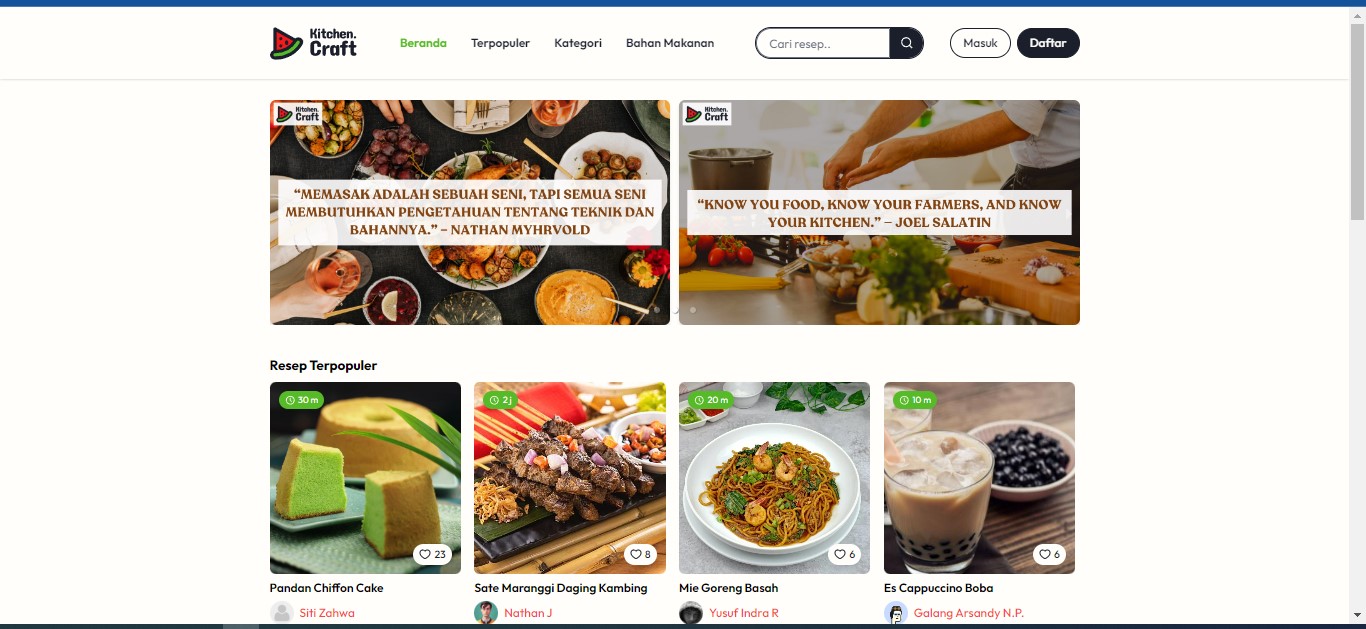 Kitchen.
Craft
Beranda
Terpopuler
Kategori
Bahan Makanan
Cari resep..
Masuk
Daftar
Kitchen.
Craft
“MEMASAK ADALAH SEBUAH SENI, TAPI SEMUA SENI
MEMBUTUHKAN PENGETAHUAN TENTANG TEKNIK DAN
BAHANNYA.” – NATHAN MYHRVOLD
Kitchen.
Craft
“KNOW YOU FOOD, KNOW YOUR FARMERS, AND KNOW
YOUR KITCHEN.” – JOEL SALATIN
Resep Terpopuler
30 m
23
Pandan Chiffon Cake
Siti Zahwa
2 j
8
Sate Maranggi Daging Kambing
Nathan J
20 m
6
Mie Goreng Basah
Yusuf Indra R
10 m
6
Es Cappuccino Boba
Galang Arsandy N.P.